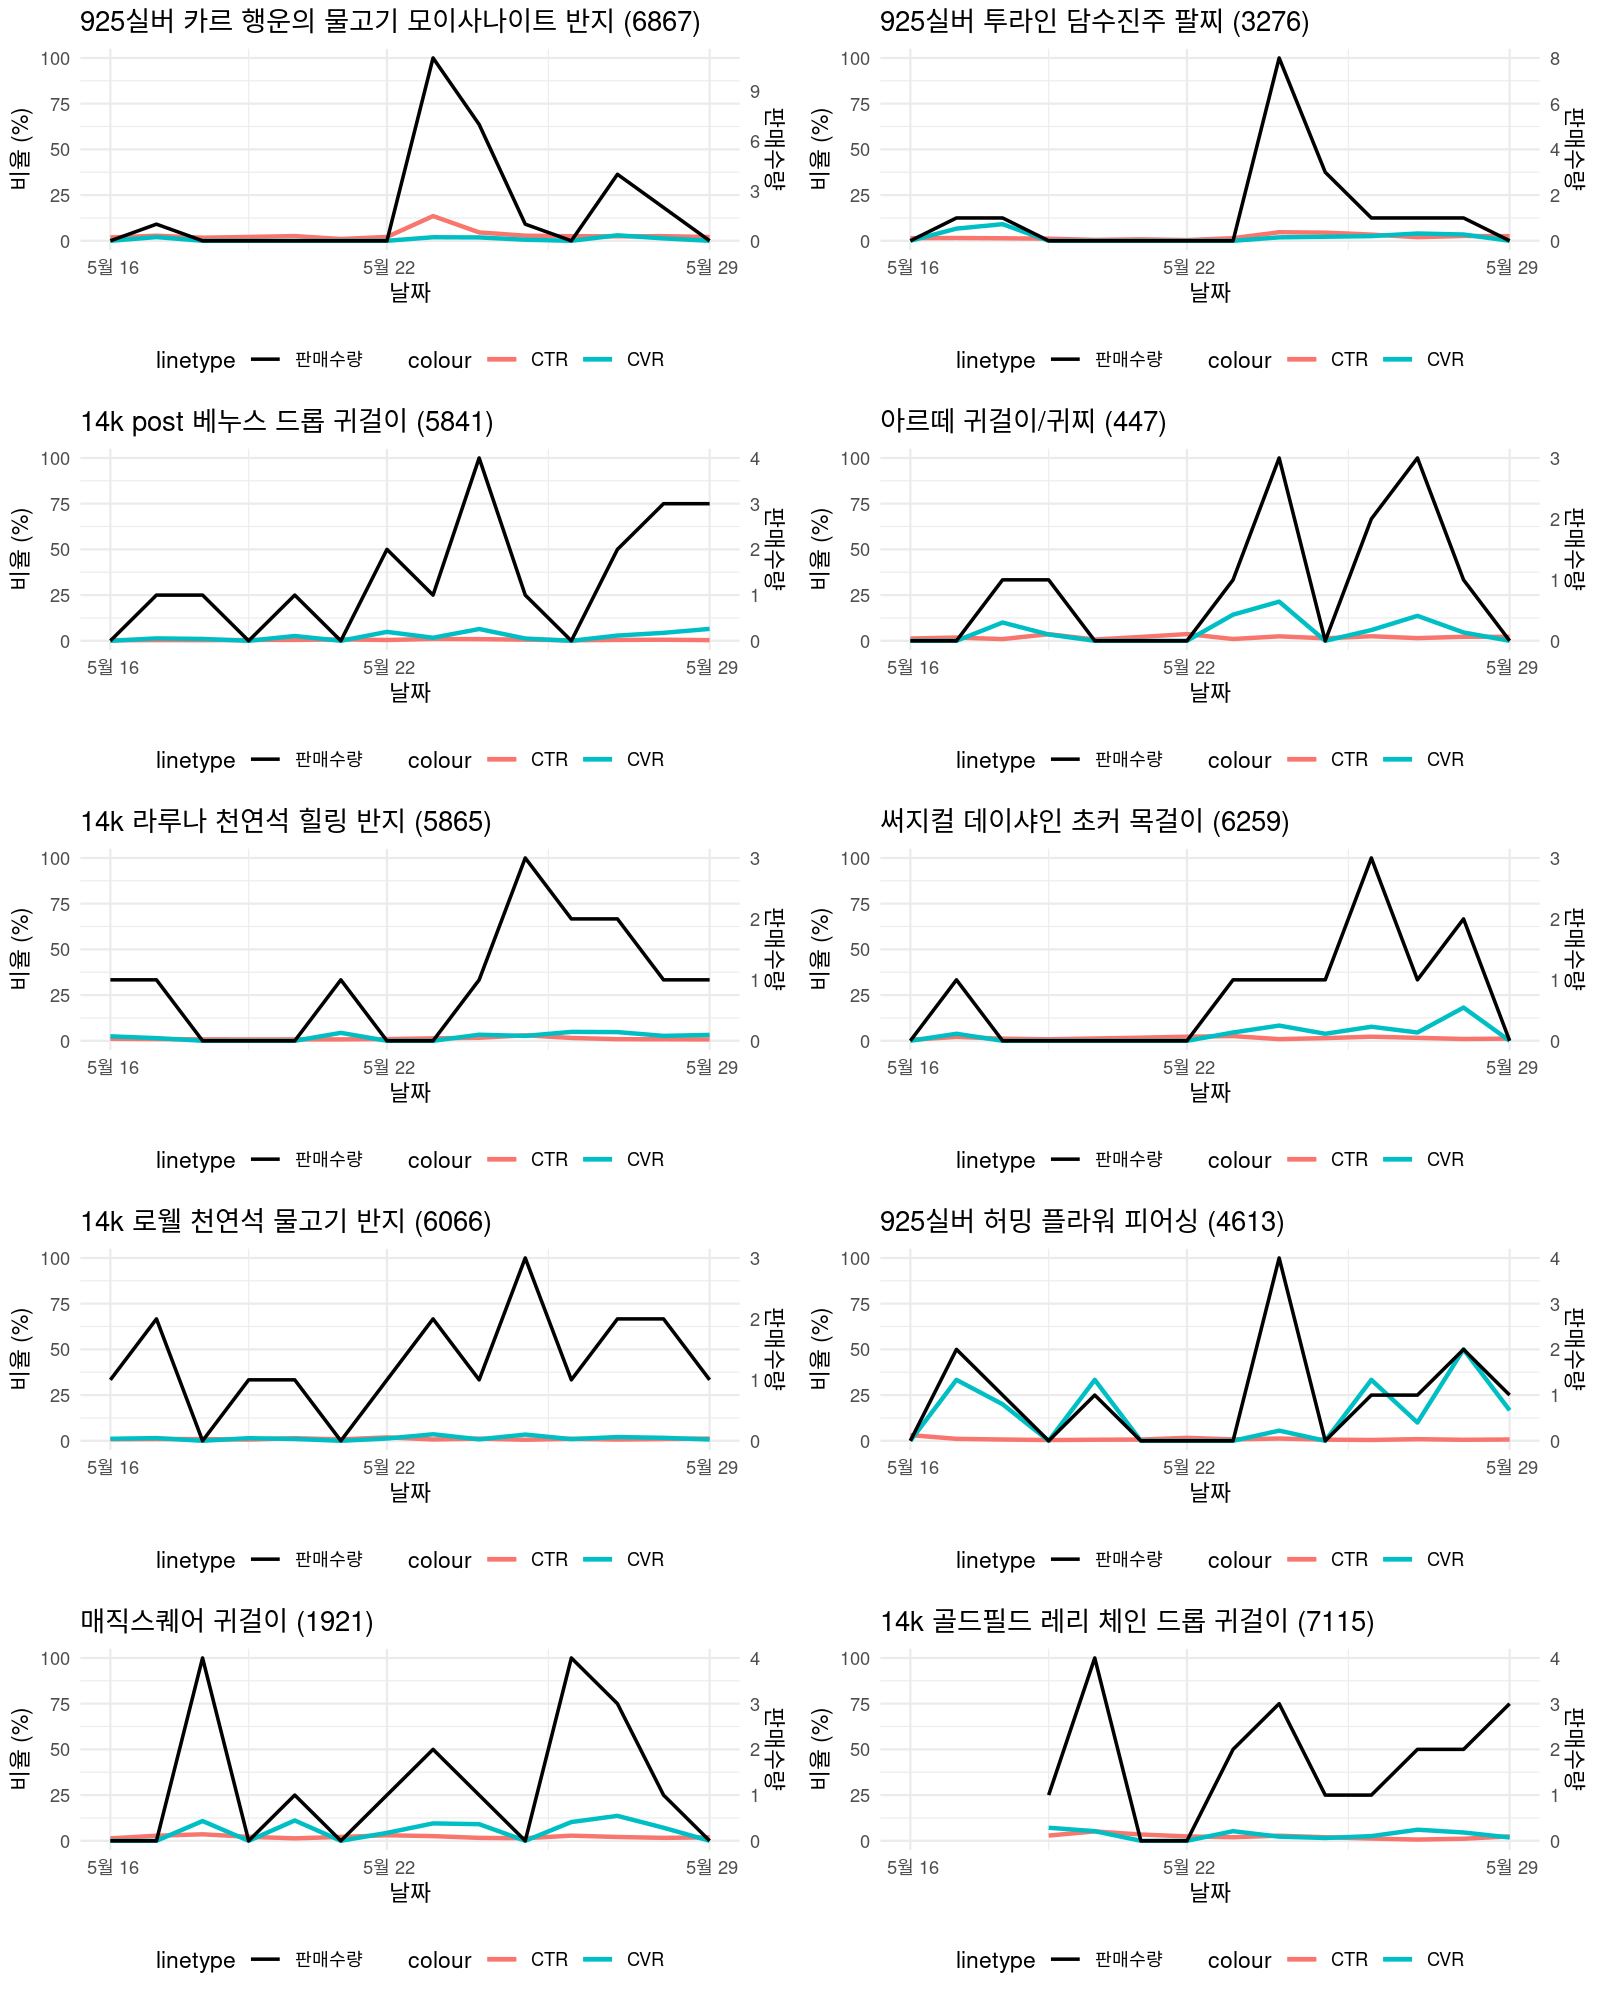 925실버 카르 행운의 물고기 모이사나이트 반지 (6867)
100
75
50
25
0
비율 (%)
9
6
3
0
판매수량
5월 16
5월 22
5월 29
날짜
linetype 판매수량 colour CTR CVR
925실버 투라인 담수진주 팔찌 (3276)
100
75
50
25
0
비율 (%)
8
6
4
2
0
판매수량
5월 16
5월 22
5월 29
날짜
linetype 판매수량 colour CTR CVR
14k post 베누스 드롭 귀걸이 (5841)
100
75
50
25
0
비율 (%)
4
3
2
1
0
판매수량
5월 16
5월 22
5월 29
날짜
linetype 판매수량 colour CTR CVR
아르떼 귀걸이/귀찌 (447)
100
75
50
25
0
비율 (%)
3
2
1
0
판매수량
5월 16
5월 22
5월 29
날짜
linetype 판매수량 colour CTR CVR
14k 라루나 천연석 힐링 반지 (5865)
100
75
50
25
0
비율 (%)
3
2
1
0
판매수량
5월 16
5월 22
5월 29
날짜
linetype 판매수량 colour CTR CVR
써지컬 데이샤인 초커 목걸이 (6259)
100
75
50
25
0
비율 (%)
3
2
1
0
판매수량
5월 16
5월 22
5월 29
날짜
linetype 판매수량 colour CTR CVR
14k 로웰 천연석 물고기 반지 (6066)
100
75
50
25
0
비율 (%)
3
2
1
0
판매수량
5월 16
5월 22
5월 29
날짜
linetype 판매수량 colour CTR CVR
925실버 허밍 플라워 피어싱 (4613)
100
75
50
25
0
비율 (%)
4
3
2
1
0
판매수량
5월 16
5월 22
5월 29
날짜
linetype 판매수량 colour CTR CVR
매직스퀘어 귀걸이 (1921)
100
75
50
25
0
비율 (%)
4
3
2
1
0
판매수량
5월 16
5월 22
5월 29
날짜
linetype 판매수량 colour CTR CVR
14k 골드필드 레리 체인 드롭 귀걸이 (7115)
100
75
50
25
0
비율 (%)
4
3
2
1
0
판매수량
5월 16
5월 22
5월 29
날짜
linetype 판매수량 colour CTR CVR